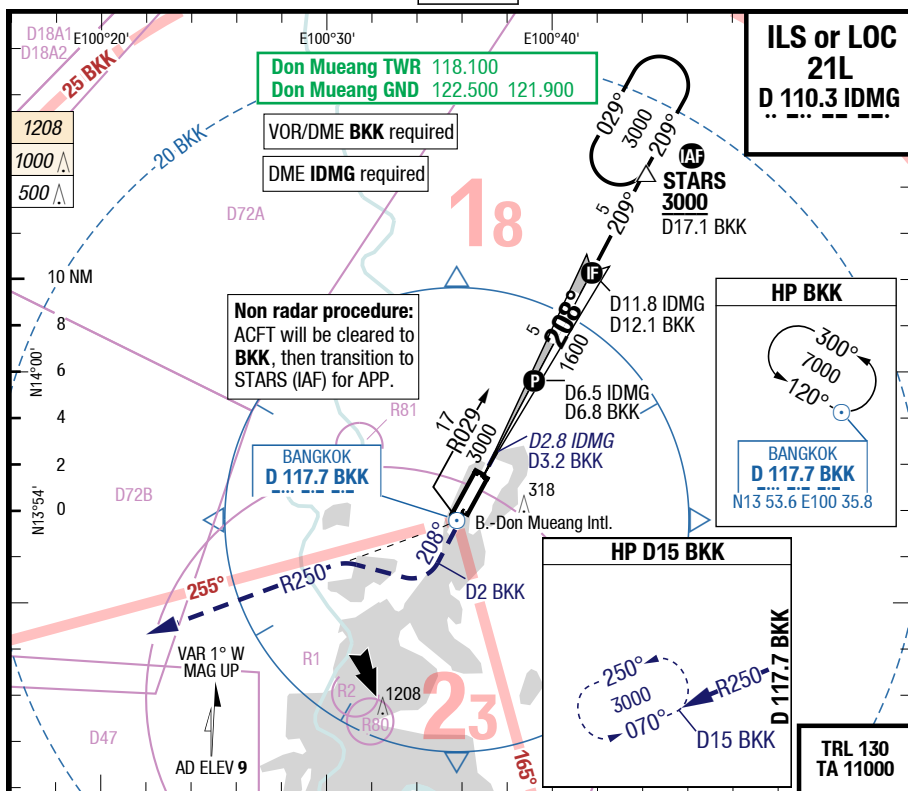 D18A1
D18A2
E100°20'
E100°30'
E100°40'
ILS or LOC
21L
D 110.3 IDMG
25 BKK
Don Mueang TWR 118.100
Don Mueang GND 122.500 121.900
1208
1000
500
20 BKK
VOR/DME BKK required
DME IDMG required
029°
3000
209°
IAF
STARS
3000
D17.1 BKK
D72A
18
5
209°
10 NM
8
6
4
2
0
N14°00'
N13°54'
IF
D11.8 IDMG
D12.1 BKK
208°
5
1600
Non radar procedure:
ACFT will be cleared to
BKK, then transition to
STARS (IAF) for APP.
P
D6.5 IDMG
D6.8 BKK
HP BKK
300°
7000
120°
BANGKOK
D 117.7 BKK
N13 53.6 E100 35.8
R81
17
R029
3000
D2.8 IDMG
D3.2 BKK
BANGKOK
D 117.7 BKK
D72B
318
B.-Don Mueang Intl.
208°
D2 BKK
R250
255°
HP D15 BKK
250°
3000
070°
R250
D 117.7 BKK
D15 BKK
VAR 1° W
MAG UP
R1
R2
R80
1208
23
165°
D47
AD ELEV 9
TRL 130
TA 11000